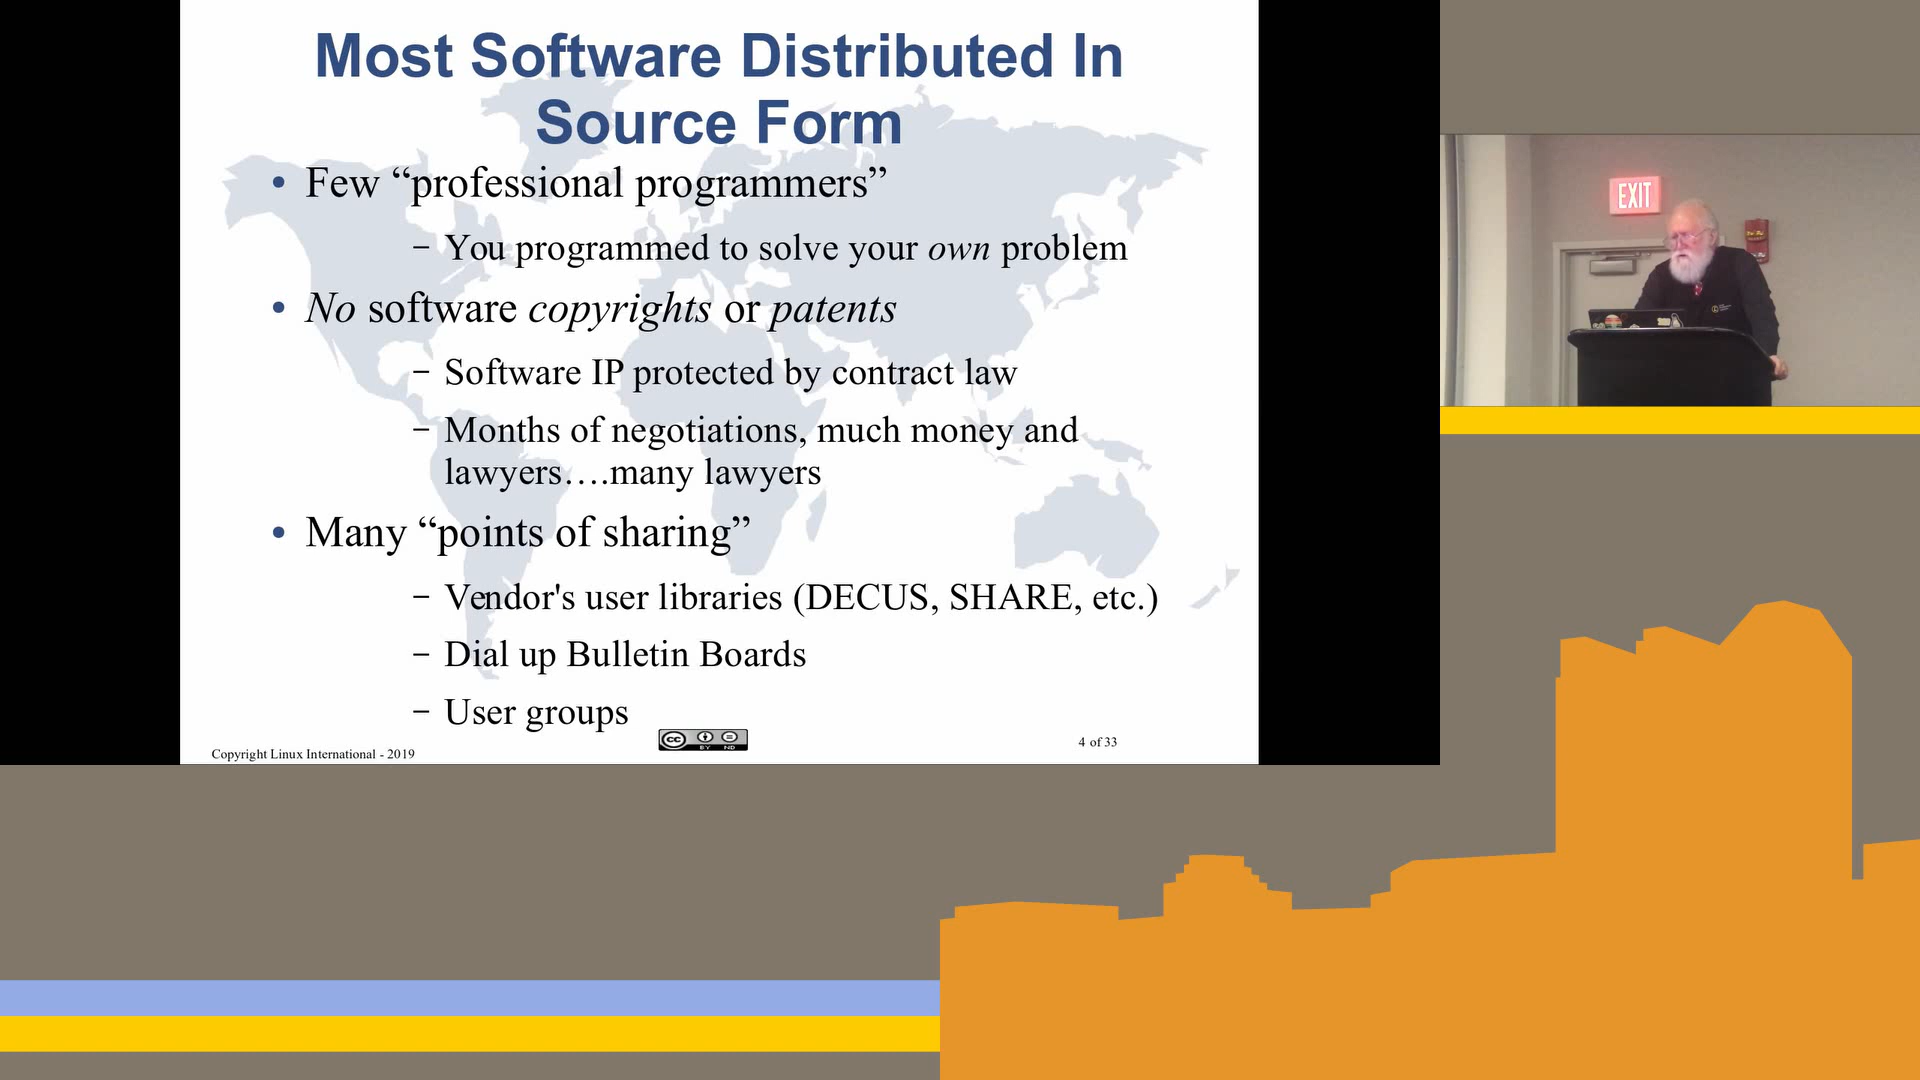 Most Software Distributed In
Source Form
• Few “professional programmers”
– You programmed to solve your own problem
• No software copyrights or patents
– Software IP protected by contract law
– Months of negotiations, much money and
lawyers….many lawyers
• Many “points of sharing”
– Vendor's user libraries (DECUS, SHARE, etc.)
– Dial up Bulletin Boards
– User groups
Copyright Linux International - 2019
cc BY ND
4 of 33
EXIT